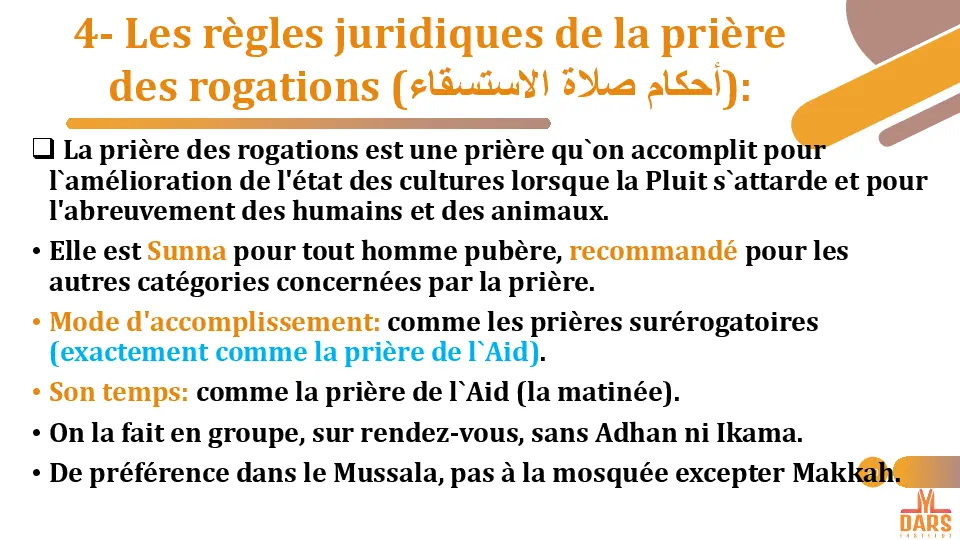 4- Les règles juridiques de la prière
des rogations (أحكام صلاة الاستسقاء):
❑ La prière des rogations est une prière qu`on accomplit pour
l`amélioration de l'état des cultures lorsque la Pluit s`attarde et pour
l'abreuvement des humains et des animaux.
• Elle est Sunna pour tout homme pubère, recommandé pour les
autres catégories concernées par la prière.
• Mode d'accomplissement: comme les prières surérogatoires
(exactement comme la prière de l`Aid).
• Son temps: comme la prière de l`Aid (la matinée).
• On la fait en groupe, sur rendez-vous, sans Adhan ni Ikama.
• De préférence dans le Mussala, pas à la mosquée excepter Makkah.
DARS
INSTITUT